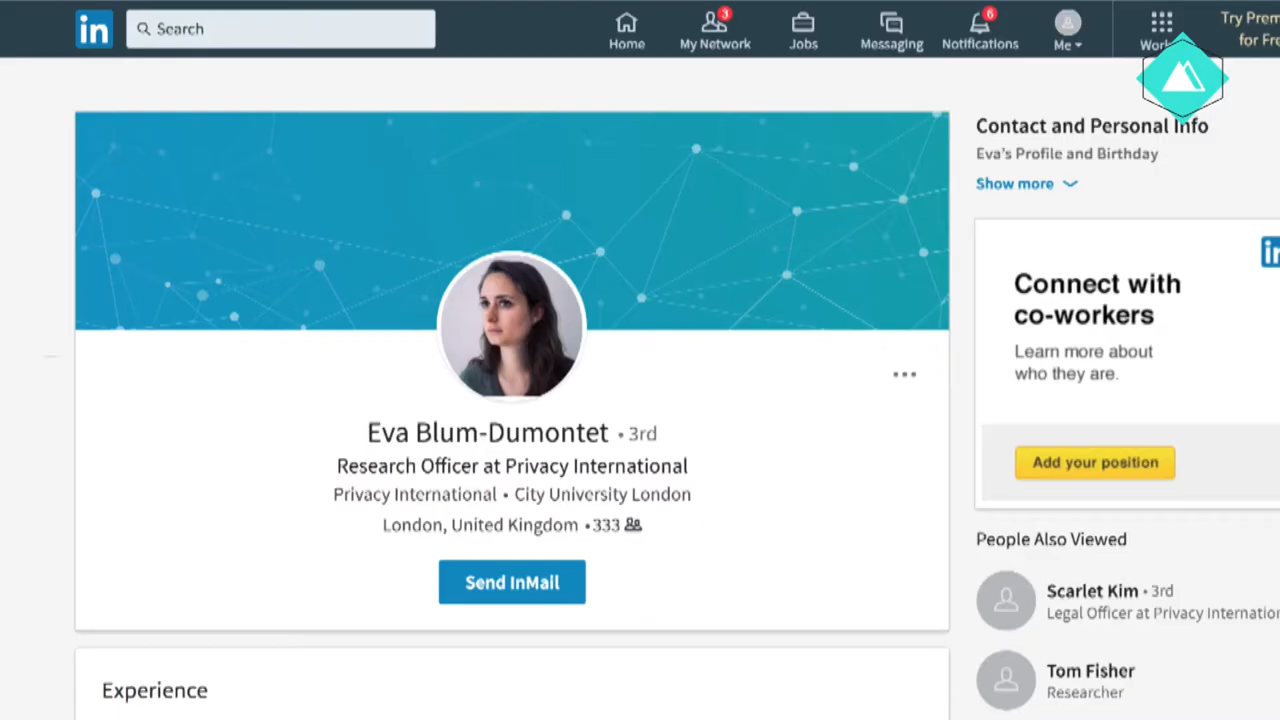 in
Search
3
6
Home
My Network
Jobs
Messaging
Notifications
Me
Try Prem
for Fr
Contact and Personal Info
Eva's Profile and Birthday
Show more
in
Connect with
co-workers
Learn more about
who they are.
Add your position
Eva Blum-Dumontet • 3rd
Research Officer at Privacy International
Privacy International • City University London
London, United Kingdom • 333
Send InMail
People Also Viewed
Scarlet Kim • 3rd
Legal Officer at Privacy Internation
Tom Fisher
Researcher
Experience